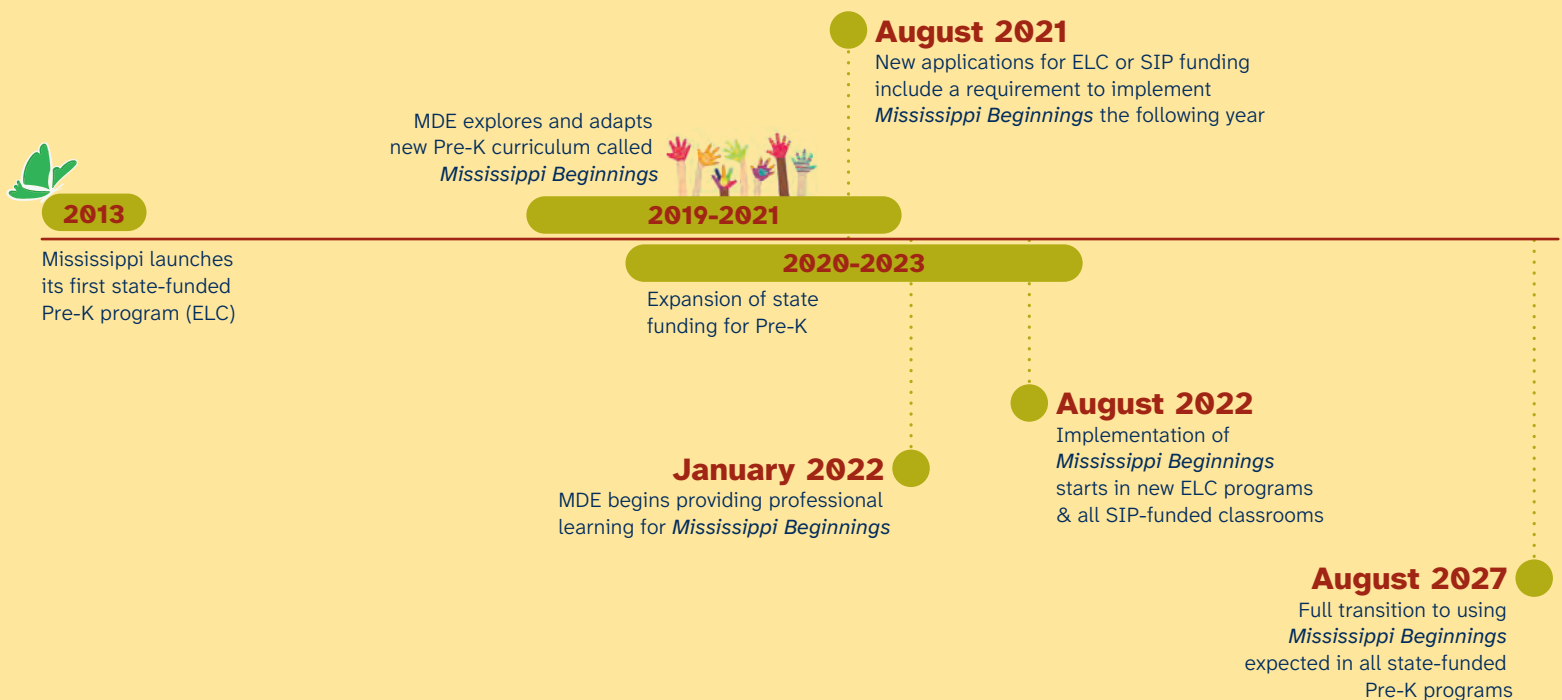 August 2021
New applications for ELC or SIP funding
include a requirement to implement
Mississippi Beginnings the following year
MDE explores and adapts
new Pre-K curriculum called
Mississippi Beginnings
2013
2019-2021
Mississippi launches
its first state-funded
Pre-K program (ELC)
2020-2023
Expansion of state
funding for Pre-K
August 2022
Implementation of
Mississippi Beginnings
starts in new ELC programs
& all SIP-funded classrooms
January 2022
MDE begins providing professional
learning for Mississippi Beginnings
August 2027
Full transition to using
Mississippi Beginnings
expected in all state-funded
Pre-K programs